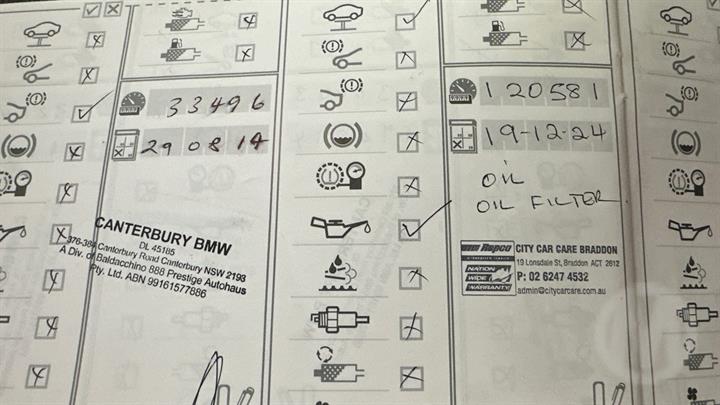 33496
29 08 14
CANTERBURY BMW
DL 45185
376-384 Canterbury Road Canterbury NSW 2193
A Div. of Baldacchino 888 Prestige Autohaus
Pty. Ltd. ABN 99161577886
120581
19-12-24
OIL
OIL FILTER
Repco
NATION
WIDE
WARRANTY
CITY CAR CARE BRADDON
19 Lonsdale St, Braddon ACT 2612
P: 02 6247 4532
admin@citycarcare.com.au